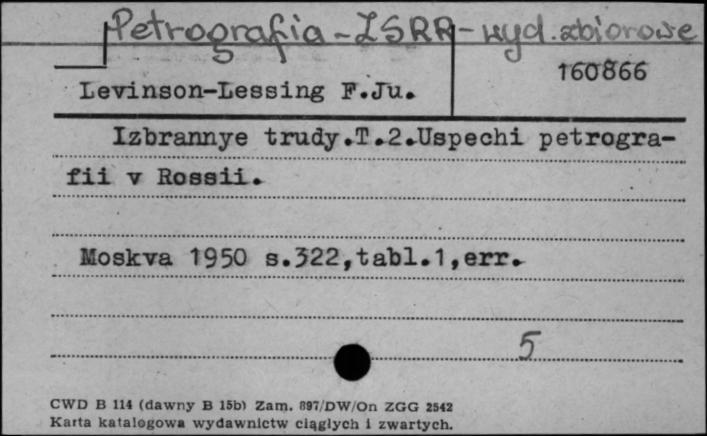 Petrografia - ZSRR - wyd. zbiorowe
160866
Levinson-Lessing F.Ju.
Izbrannye trudy.T.2.Uspechi petrogra-
fii v Rossii.
Moskva 1950 s.322,tabl.1,err.
5
CWD B 114 (dawny B 15b) Zam. 897/DW/On ZGG 2542
Karta katalogowa wydawnictw ciągłych i zwartych.